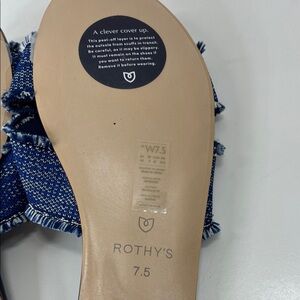 A clever cover up.
This peel-off layer is to protect
the outsole from scuffs in transit.
Be careful, as it may be slippery.
It must remain on the shoes if
you want to return them.
Remove it before wearing.
W7.5
ROTHY'S
7.5